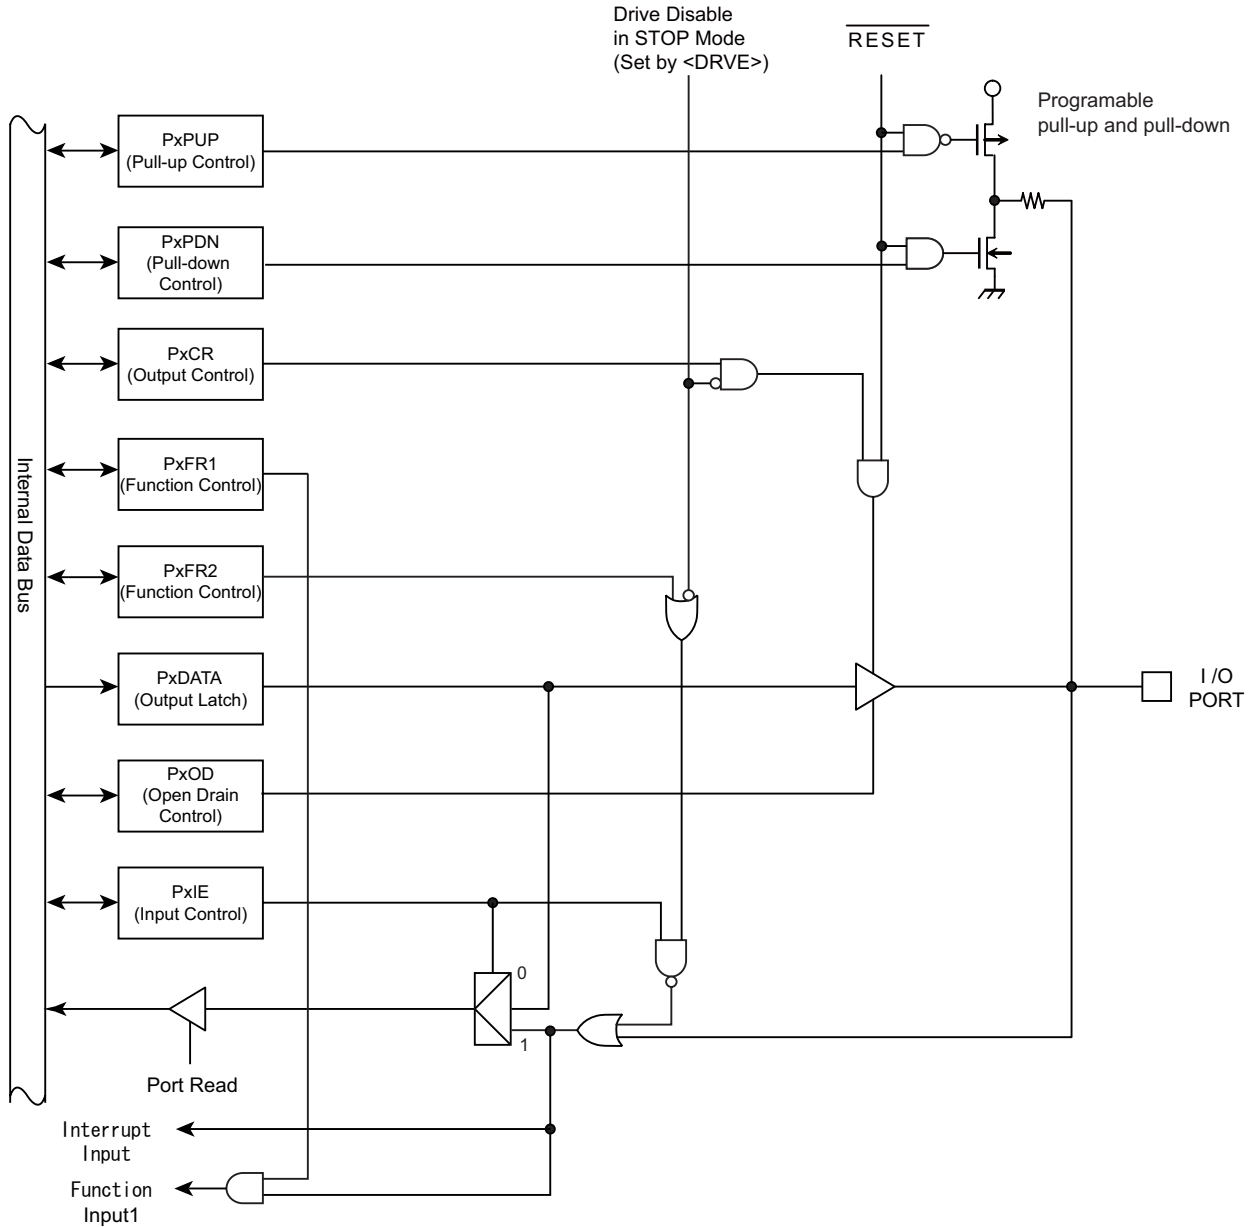 Drive Disable
in STOP Mode
(Set by <DRVE>)
RESET
Programable
pull-up and pull-down
PxPUP
(Pull-up Control)
PxPDN
(Pull-down
Control)
PxCR
(Output Control)
PxFR1
(Function Control)
Internal Data Bus
PxFR2
(Function Control)
PxDATA
(Output Latch)
I /O
PORT
PxOD
(Open Drain
Control)
PxIE
(Input Control)
0
1
Port Read
Interrupt
Input
Function
Input1